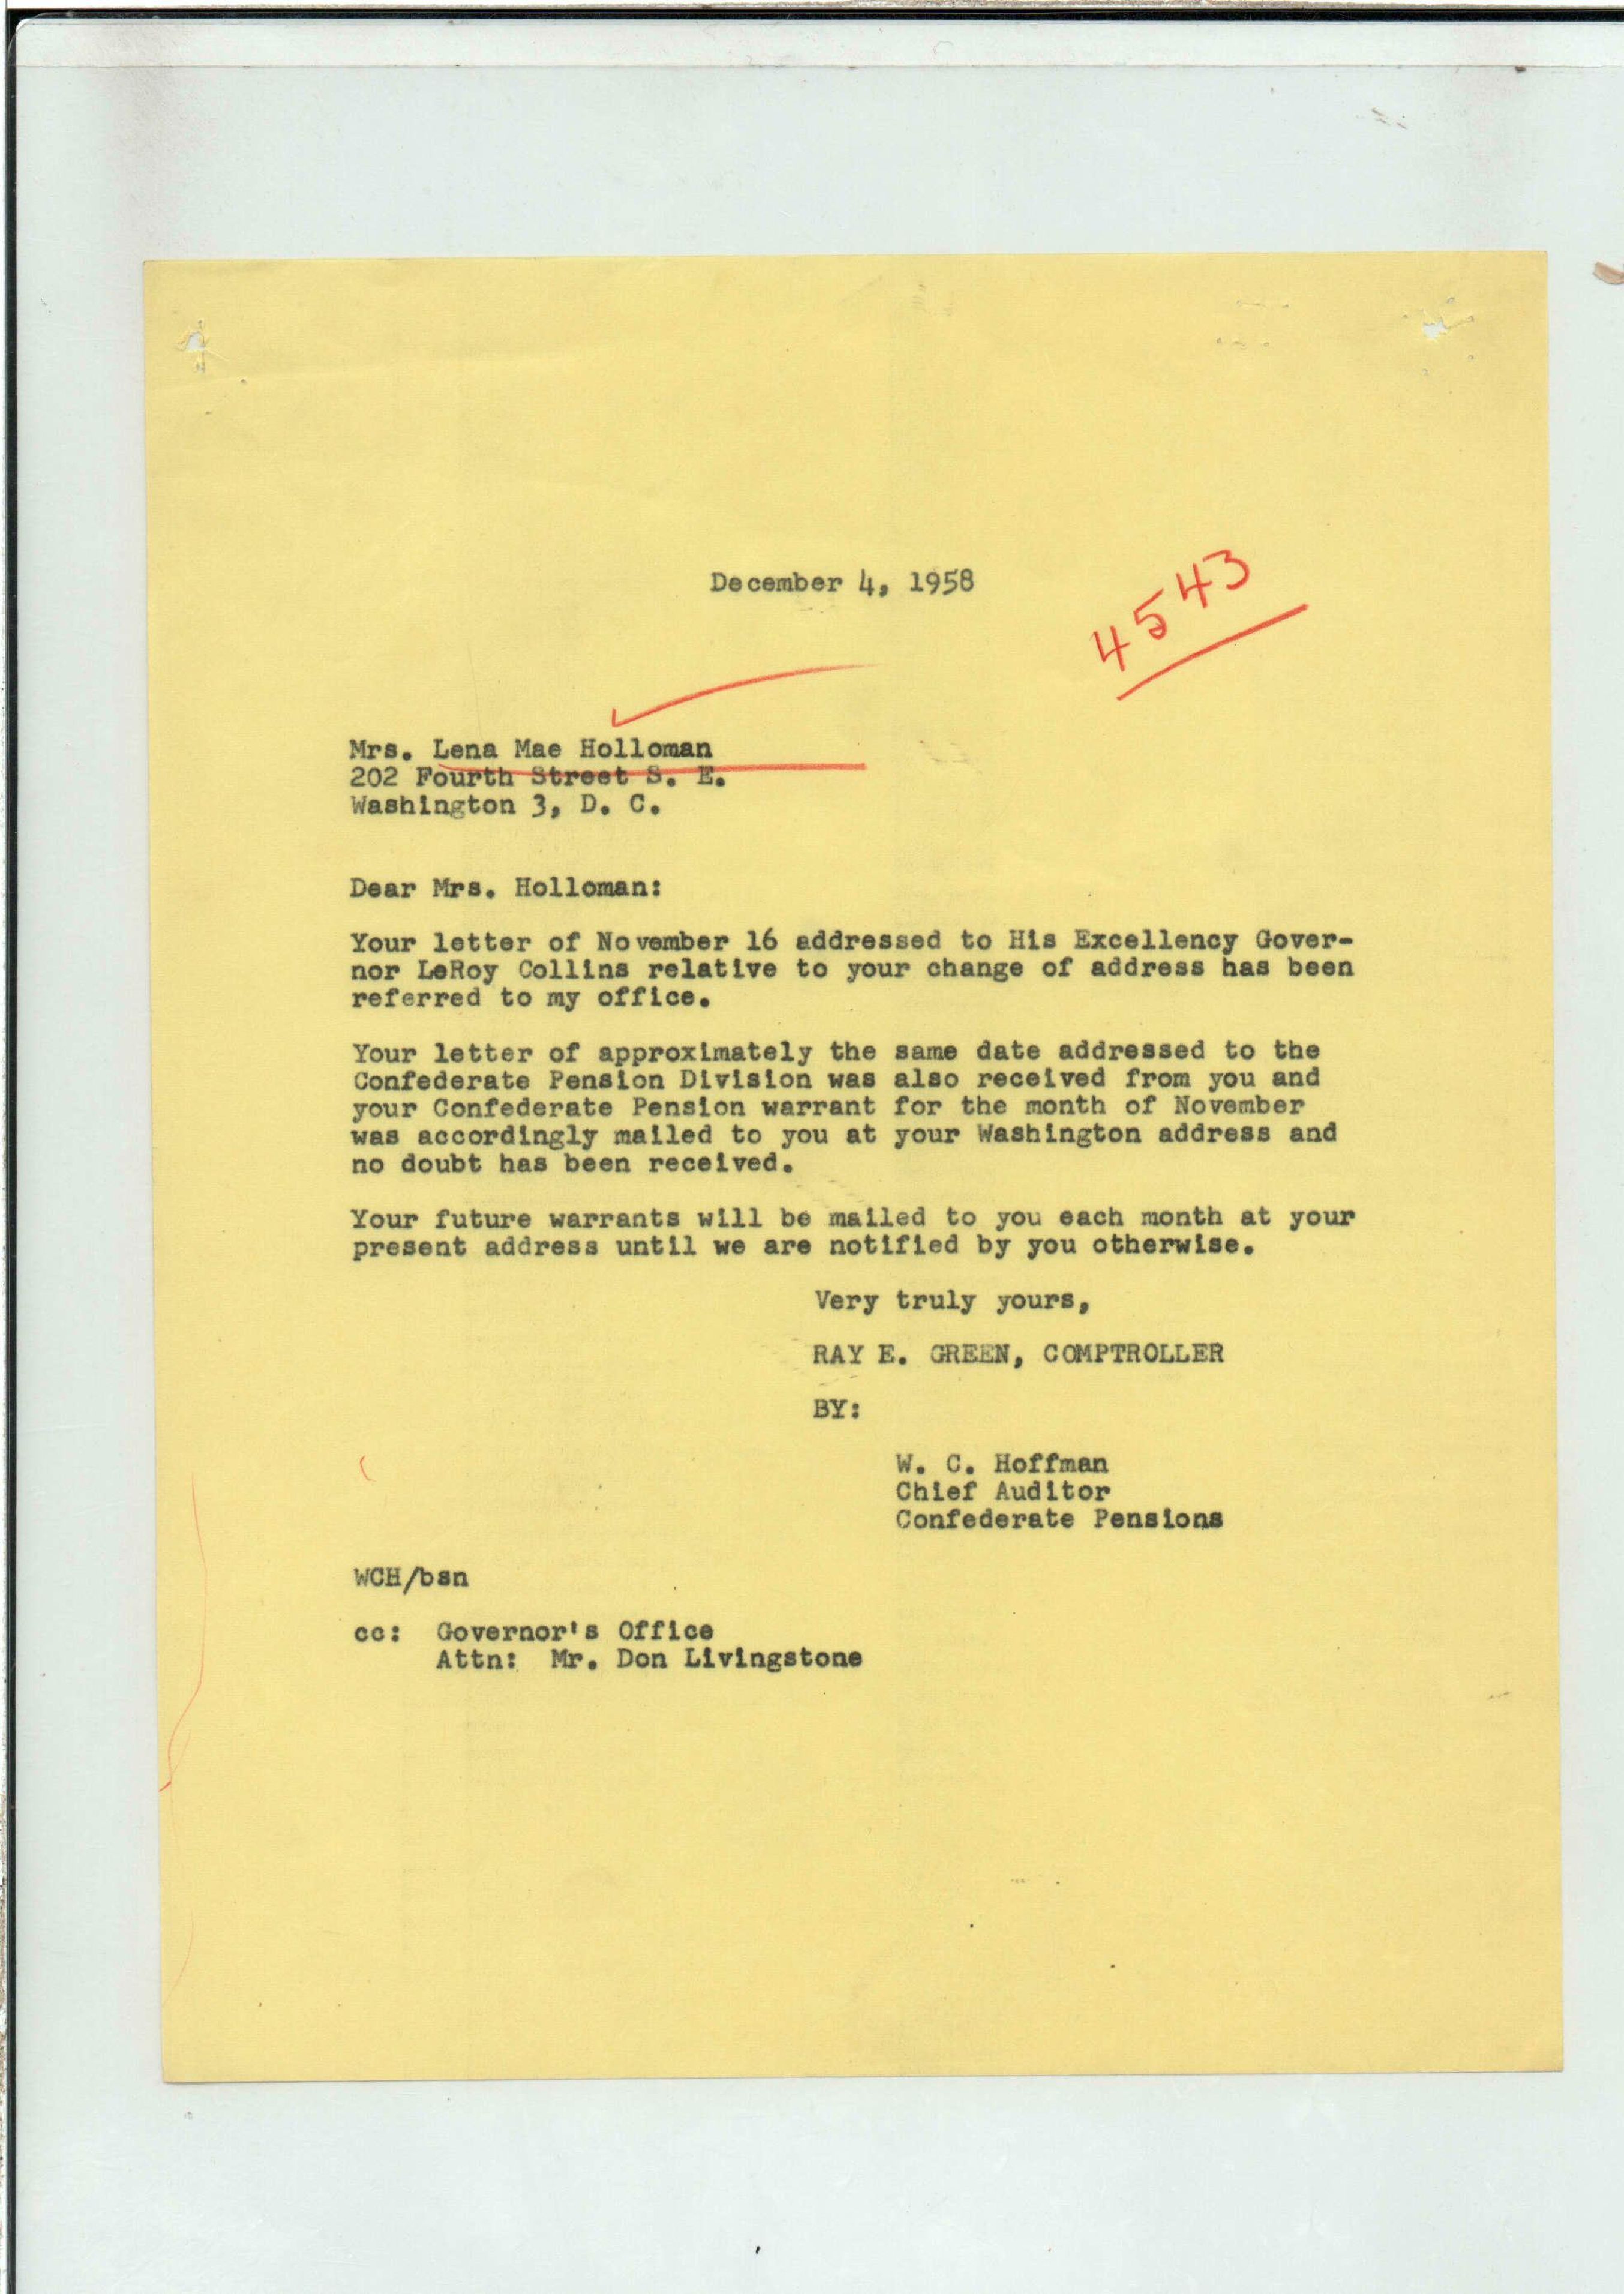 December 4, 1958
4543
Mrs. Lena Mae Holloman
202 Fourth Street S. E.
Washington 3, D. C.
Dear Mrs. Holloman:
Your letter of November 16 addressed to His Excellency Gover-
nor LeRoy Collins relative to your change of address has been
referred to my office.
Your letter of approximately the same date addressed to the
Confederate Pension Division was also received from you and
your Confederate Pension warrant for the month of November
was accordingly mailed to you at your Washington address and
no doubt has been received.
Your future warrants will be mailed to you each month at your
present address until we are notified by you otherwise.
Very truly yours,
RAY E. GREEN, COMPTROLLER
BY:
W. C. Hoffman
Chief Auditor
Confederate Pensions
WCH/bsn
cc: Governor's Office
Attn: Mr. Don Livingstone